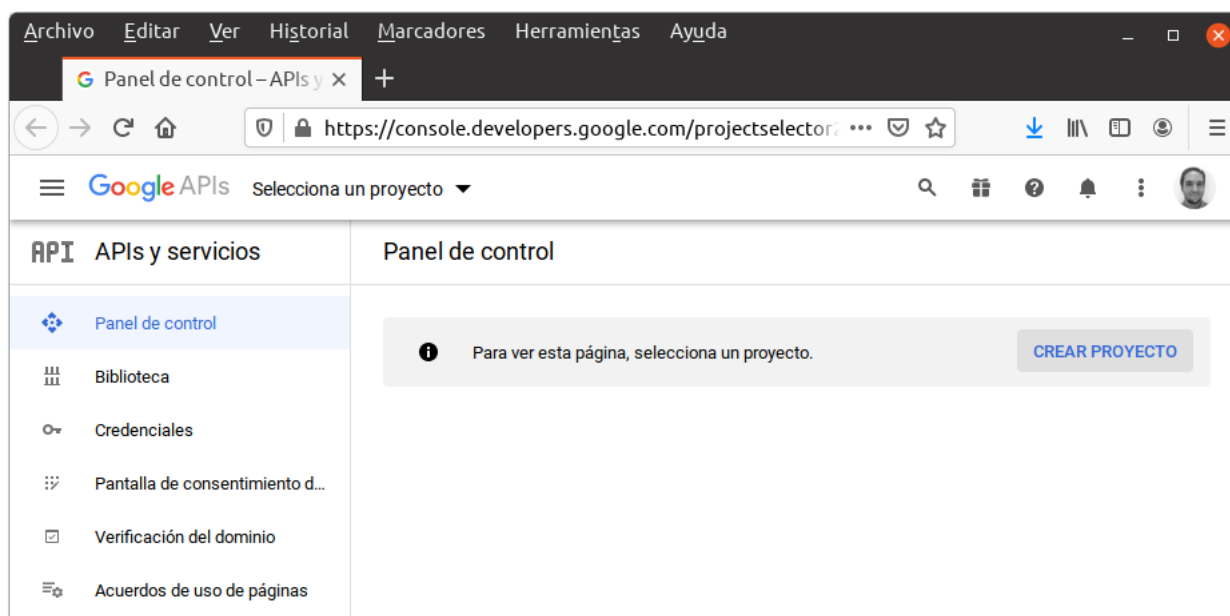 Archivo Editar Ver Historial Marcadores Herramientas Ayuda
Panel de control – APIs y
https://console.developers.google.com/projectselector
Google APIs Selecciona un proyecto
API APIs y servicios
Panel de control
Panel de control
Para ver esta página, selecciona un proyecto.
CREAR PROYECTO
Biblioteca
Credenciales
Pantalla de consentimiento d...
Verificación del dominio
Acuerdos de uso de páginas